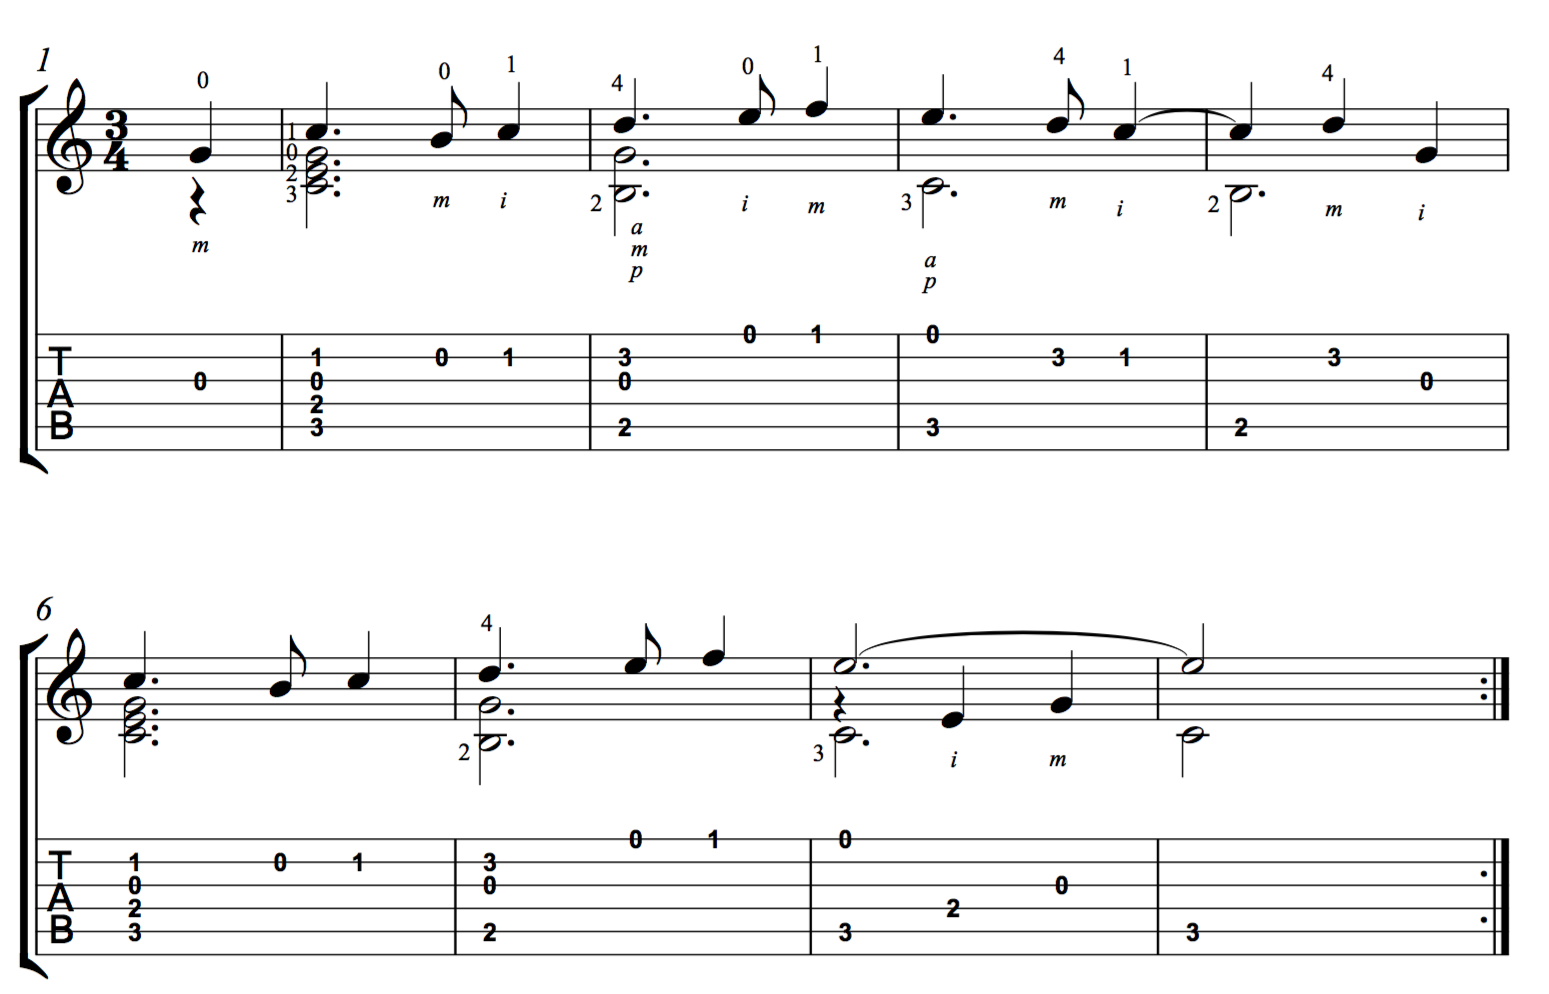 1
0 0 1 4 0 1 4 1 4
3 4
1
0
2
3 2 3 2
m m i i m m i m i
a
m
p
a
p
0 1 0
T 1 0 1 3 3 1 3
A 0 0 0 0
2
B 3 2 3 2
6
4
2 3
i m
0 1 0
T 1 0 1 3
A 0 0 0
2 2
B 3 2 3 3